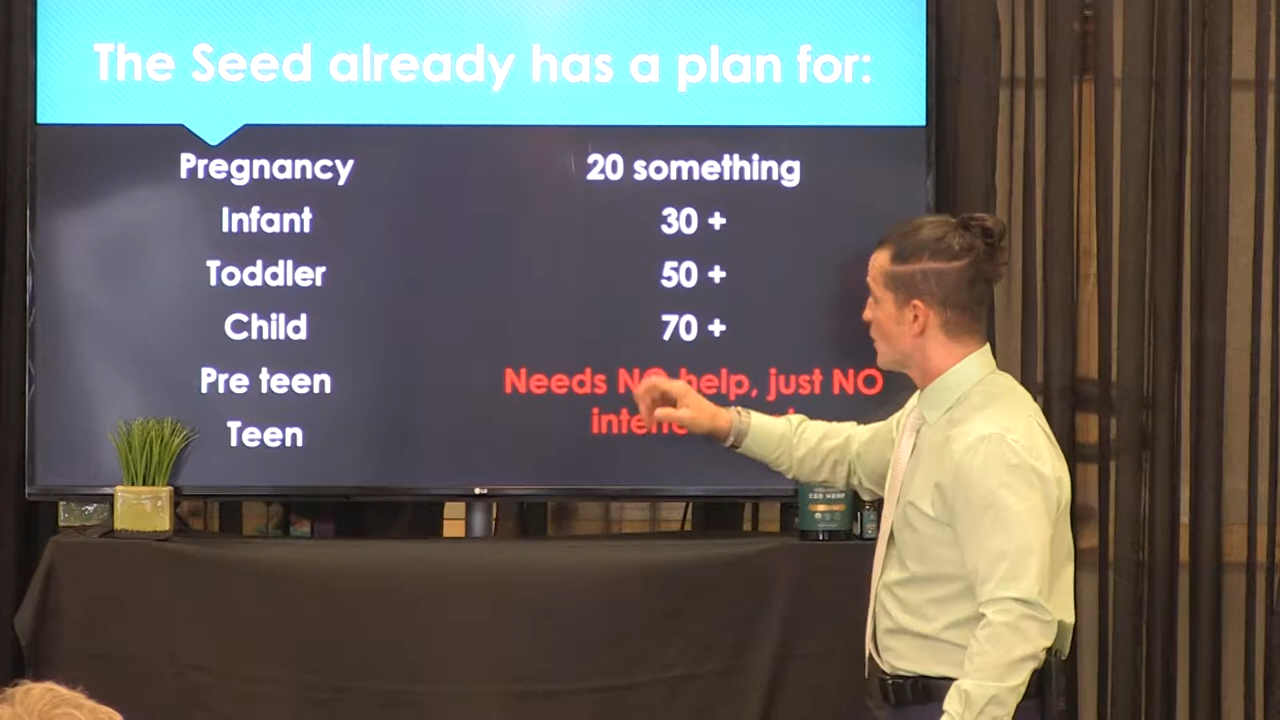 The Seed already has a plan for:
Pregnancy
Infant
Toddler
Child
Pre teen
Teen
20 something
30 +
50 +
70 +
Needs NO help, just NO
LG
CBD HEMP